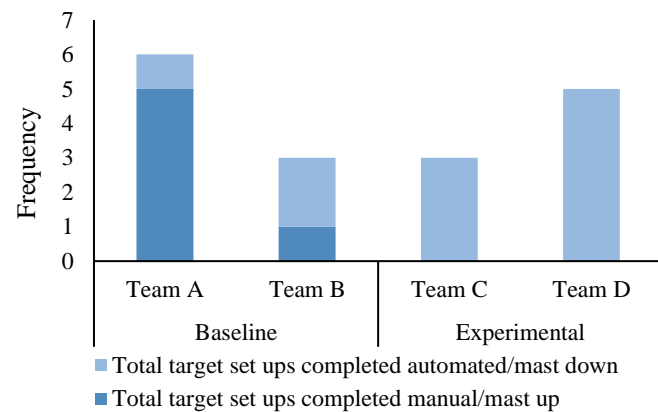 7
6
5
4
3
2
1
0
Frequency
Team A Team B Team C Team D
Baseline Experimental
Total target set ups completed automated/mast down
Total target set ups completed manual/mast up